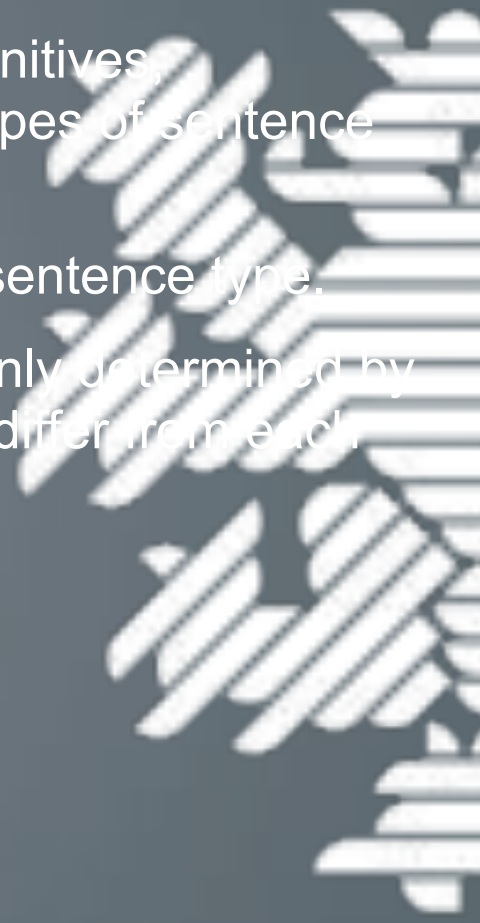 nitives,
pes of sentence
sentence type.
nly determined by
differ from each